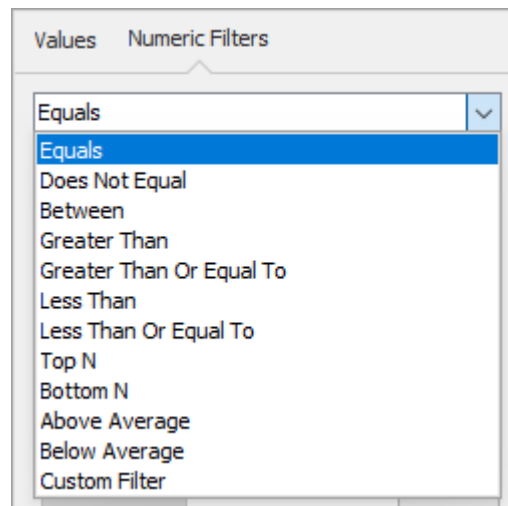 Values Numeric Filters
Equals
Equals
Does Not Equal
Between
Greater Than
Greater Than Or Equal To
Less Than
Less Than Or Equal To
Top N
Bottom N
Above Average
Below Average
Custom Filter